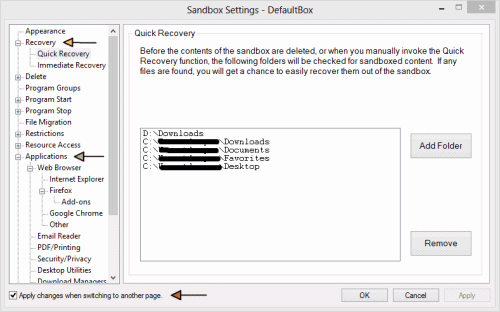 Sandbox Settings - DefaultBox
Appearance
Recovery
Quick Recovery
Immediate Recovery
Delete
Program Groups
Program Start
Program Stop
File Migration
Restrictions
Resource Access
Applications
Web Browser
Internet Explorer
Firefox
Add-ons
Google Chrome
Other
Email Reader
PDF/Printing
Security/Privacy
Desktop Utilities
Download Managers
Quick Recovery
Before the contents of the sandbox are deleted, or when you manually invoke the Quick
Recovery function, the following folders will be checked for sandboxed content. If any
files are found, you will get a chance to easily recover them out of the sandbox.
D:\Downloads
C:\ \Downloads
C:\ \Documents
C:\ \Favorites
C:\ Desktop
Add Folder
Remove
Apply changes when switching to another page.
OK
Cancel
Apply